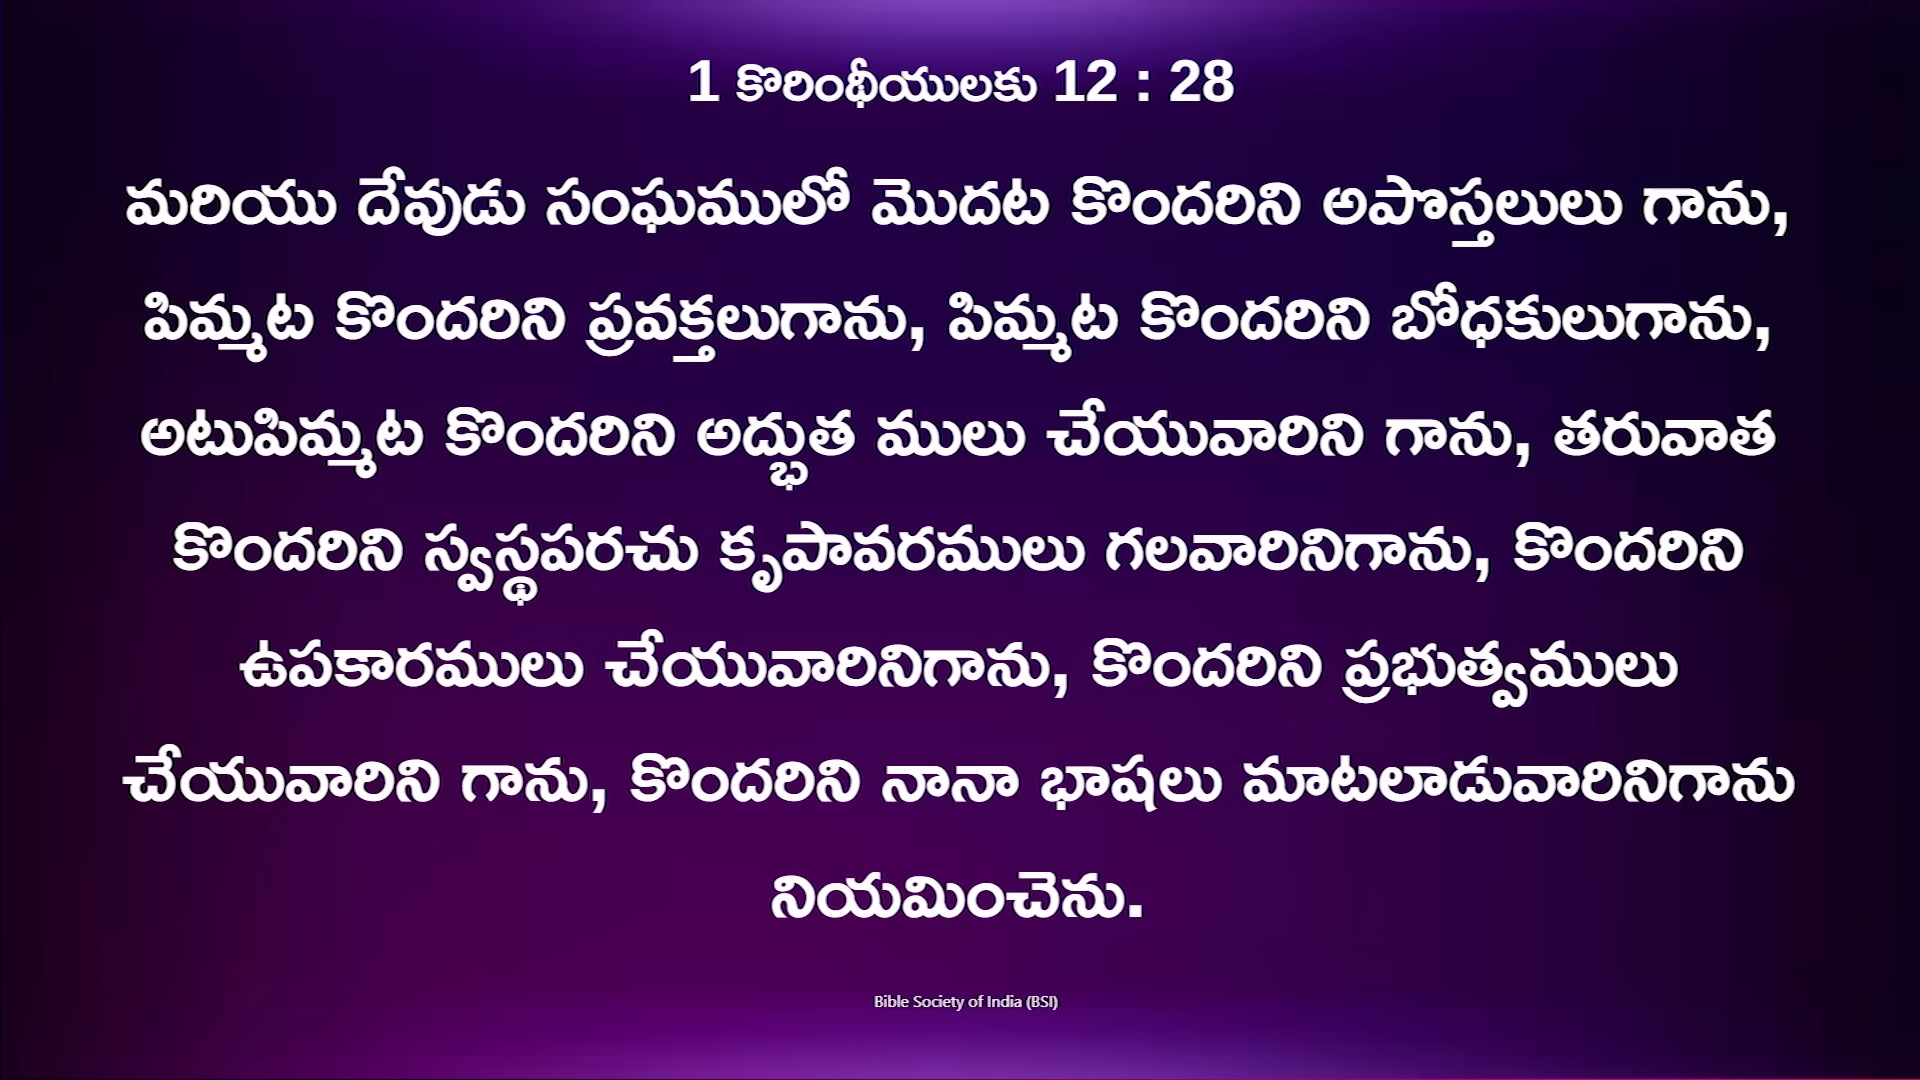 1 కొరింథీయులకు 12 : 28
మరియు దేవుడు సంఘములో మొదట కొందరిని అపొస్తలులు గాను,
పిమ్మట కొందరిని ప్రవక్తలుగాను, పిమ్మట కొందరిని బోధకులుగాను,
అటుపిమ్మట కొందరిని అద్భుత ములు చేయువారిని గాను, తరువాత
కొందరిని స్వస్థపరచు కృపావరములు గలవారినిగాను, కొందరిని
ఉపకారములు చేయువారినిగాను, కొందరిని ప్రభుత్వములు
చేయువారిని గాను, కొందరిని నానా భాషలు మాటలాడువారినిగాను
నియమించెను.
Bible Society of India (BSI)